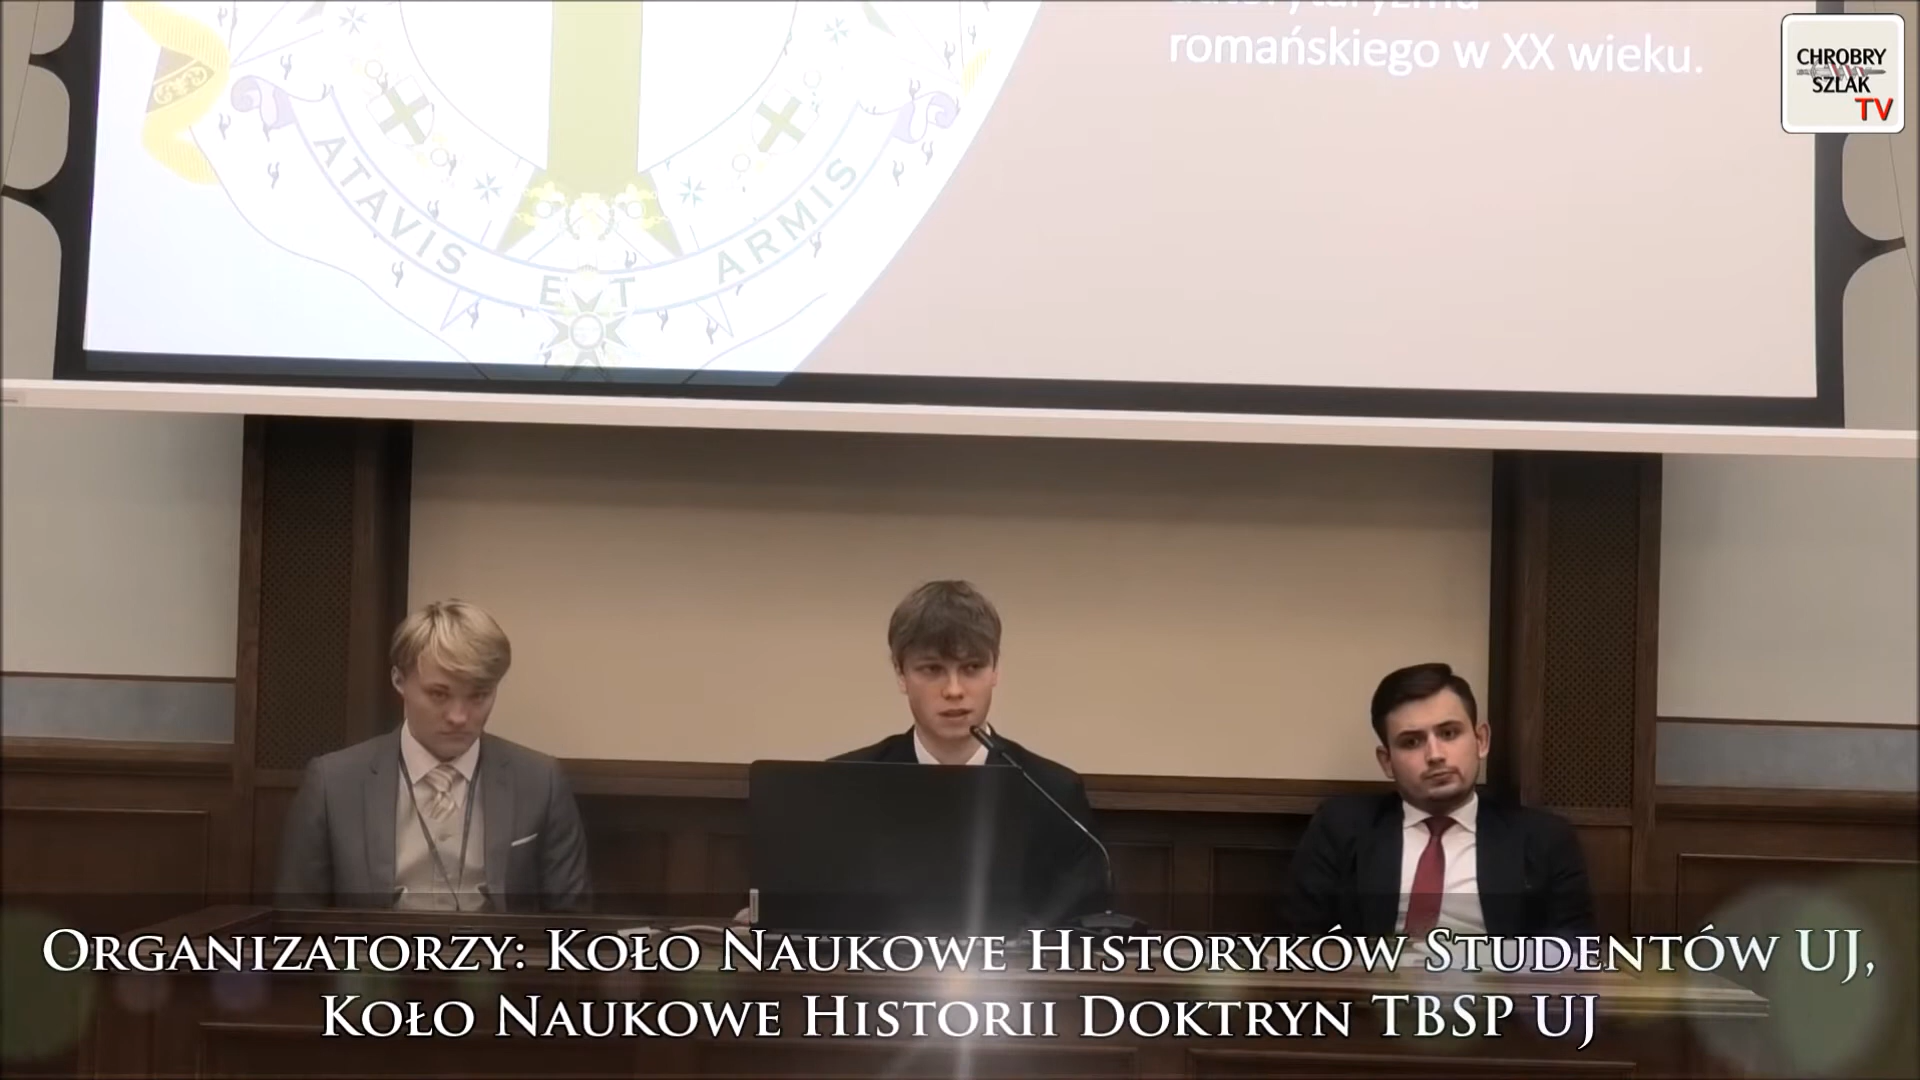 romańskiego w XX wieku.
CHROBRY
SZLAK
TV
ATAVIS ET ARMIS
Organizatorzy: Koło Naukowe Historyków Studentów UJ,
Koło Naukowe Historii Doktryn TBSP UJ